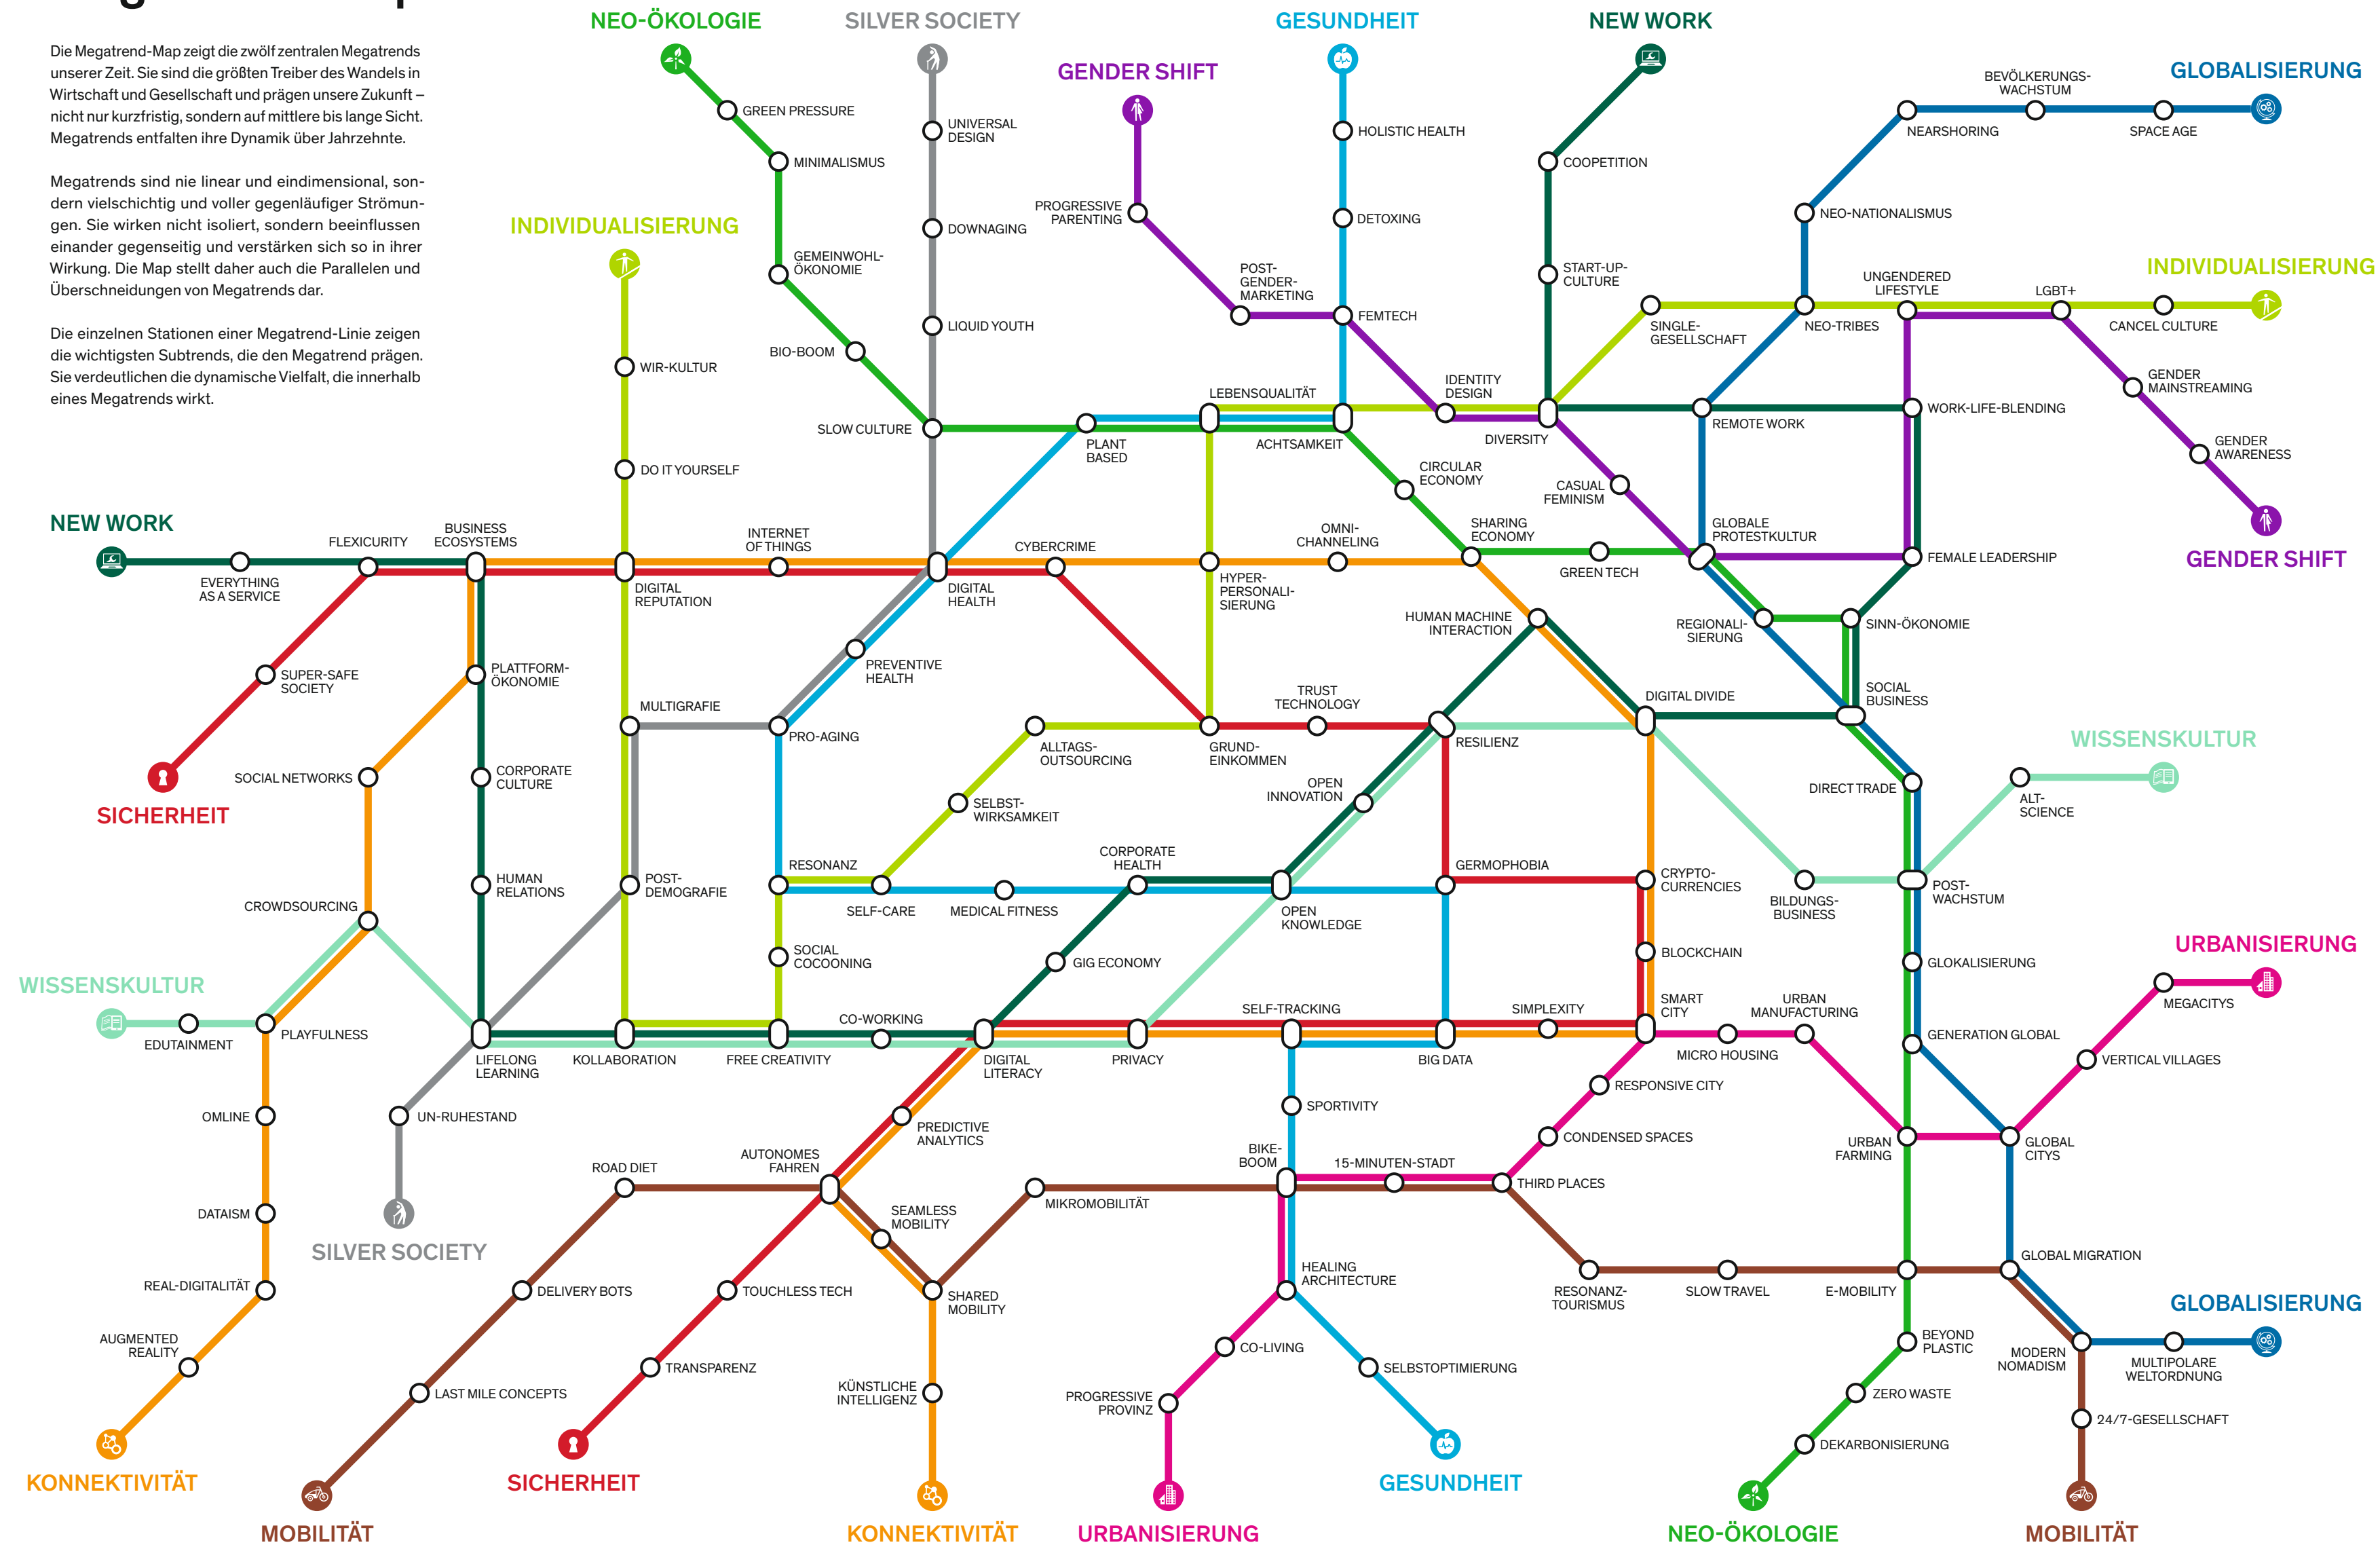 Die Megatrend-Map zeigt die zwölf zentralen Megatrends
unserer Zeit. Sie sind die größten Treiber des Wandels in
Wirtschaft und Gesellschaft und prägen unsere Zukunft –
nicht nur kurzfristig, sondern auf mittlere bis lange Sicht.
Megatrends entfalten ihre Dynamik über Jahrzehnte.
Megatrends sind nie linear und eindimensional, son-
dern vielschichtig und voller gegenläufiger Strömun-
gen. Sie wirken nicht isoliert, sondern beeinflussen
einander gegenseitig und verstärken sich so in ihrer
Wirkung. Die Map stellt daher auch die Parallelen und
Überschneidungen von Megatrends dar.
Die einzelnen Stationen einer Megatrend-Linie zeigen
die wichtigsten Subtrends, die den Megatrend prägen.
Sie verdeutlichen die dynamische Vielfalt, die innerhalb
eines Megatrends wirkt.
NEO-ÖKOLOGIE
SILVER SOCIETY
GESUNDHEIT
NEW WORK
GENDER SHIFT
GLOBALISIERUNG
BEVÖLKERUNGS-
WACHSTUM
GREEN PRESSURE
UNIVERSAL
DESIGN
HOLISTIC HEALTH
NEARSHORING
SPACE AGE
MINIMALISMUS
COOPETITION
PROGRESSIVE
PARENTING
DETOXING
NEO-NATIONALISMUS
INDIVIDUALISIERUNG
DOWNAGING
GEMEINWOHL-
ÖKONOMIE
POST-
GENDER-
MARKETING
START-UP-
CULTURE
UNGENDERED
LIFESTYLE
LGBT+
INDIVIDUALISIERUNG
LIQUID YOUTH
FEMTECH
SINGLE-
GESELLSCHAFT
NEO-TRIBES
CANCEL CULTURE
BIO-BOOM
WIR-KULTUR
LEBENSQUALITÄT
IDENTITY
DESIGN
GENDER
MAINSTREAMING
SLOW CULTURE
PLANT
BASED
ACHTSAMKEIT
DIVERSITY
REMOTE WORK
WORK-LIFE-BLENDING
DO IT YOURSELF
CIRCULAR
ECONOMY
CASUAL
FEMINISM
GENDER
AWARENESS
NEW WORK
FLEXICURITY
BUSINESS
ECOSYSTEMS
INTERNET
OF THINGS
CYBERCRIME
OMNI-
CHANNELING
SHARING
ECONOMY
GLOBALE
PROTESTKULTUR
EVERYTHING
AS A SERVICE
DIGITAL
REPUTATION
DIGITAL
HEALTH
HYPER-
PERSONALI-
SIERUNG
GREEN TECH
FEMALE LEADERSHIP
GENDER SHIFT
HUMAN MACHINE
INTERACTION
REGIONALI-
SIERUNG
SINN-ÖKONOMIE
SUPER-SAFE
SOCIETY
PLATTFORM-
ÖKONOMIE
PREVENTIVE
HEALTH
MULTIGRAFIE
PRO-AGING
TRUST
TECHNOLOGY
DIGITAL DIVIDE
SOCIAL
BUSINESS
ALLTAGS-
OUTSOURCING
GRUND-
EINKOMMEN
RESILIENZ
WISSENSKULTUR
SOCIAL NETWORKS
CORPORATE
CULTURE
SELBST-
WIRKSAMKEIT
OPEN
INNOVATION
DIRECT TRADE
ALT-
SCIENCE
SICHERHEIT
HUMAN
RELATIONS
POST-
DEMOGRAFIE
RESONANZ
CORPORATE
HEALTH
GERMOPHOBIA
CRYPTO-
CURRENCIES
CROWDSOURCING
SELF-CARE
MEDICAL FITNESS
OPEN
KNOWLEDGE
BILDUNGS-
BUSINESS
POST-
WACHSTUM
SOCIAL
COCOONING
GIG ECONOMY
BLOCKCHAIN
GLOKALISIERUNG
URBANISIERUNG
WISSENSKULTUR
MEGACITYS
EDUTAINMENT
PLAYFULNESS
CO-WORKING
SELF-TRACKING
SIMPLEXITY
SMART
CITY
URBAN
MANUFACTURING
GENERATION GLOBAL
LIFELONG
LEARNING
KOLLABORATION
FREE CREATIVITY
DIGITAL
LITERACY
PRIVACY
BIG DATA
MICRO HOUSING
VERTICAL VILLAGES
RESPONSIVE CITY
OMLINE
UN-RUHESTAND
PREDICTIVE
ANALYTICS
SPORTIVITY
CONDENSED SPACES
URBAN
FARMING
GLOBAL
CITYS
ROAD DIET
AUTONOMES
FAHREN
BIKE-
BOOM
15-MINUTEN-STADT
THIRD PLACES
DATAISM
SEAMLESS
MOBILITY
MIKROMOBILITÄT
SILVER SOCIETY
REAL-DIGITALITÄT
DELIVERY BOTS
TOUCHLESS TECH
SHARED
MOBILITY
HEALING
ARCHITECTURE
RESONANZ-
TOURISMUS
SLOW TRAVEL
E-MOBILITY
GLOBAL MIGRATION
GLOBALISIERUNG
AUGMENTED
REALITY
CO-LIVING
BEYOND
PLASTIC
MODERN
NOMADISM
MULTIPOLARE
WELTORDNUNG
LAST MILE CONCEPTS
TRANSPARENZ
KÜNSTLICHE
INTELLIGENZ
PROGRESSIVE
PROVINZ
SELBSTOPTIMIERUNG
ZERO WASTE
24/7-GESELLSCHAFT
DEKARBONISIERUNG
KONNEKTIVITÄT
SICHERHEIT
GESUNDHEIT
MOBILITÄT
KONNEKTIVITÄT
URBANISIERUNG
NEO-ÖKOLOGIE
MOBILITÄT